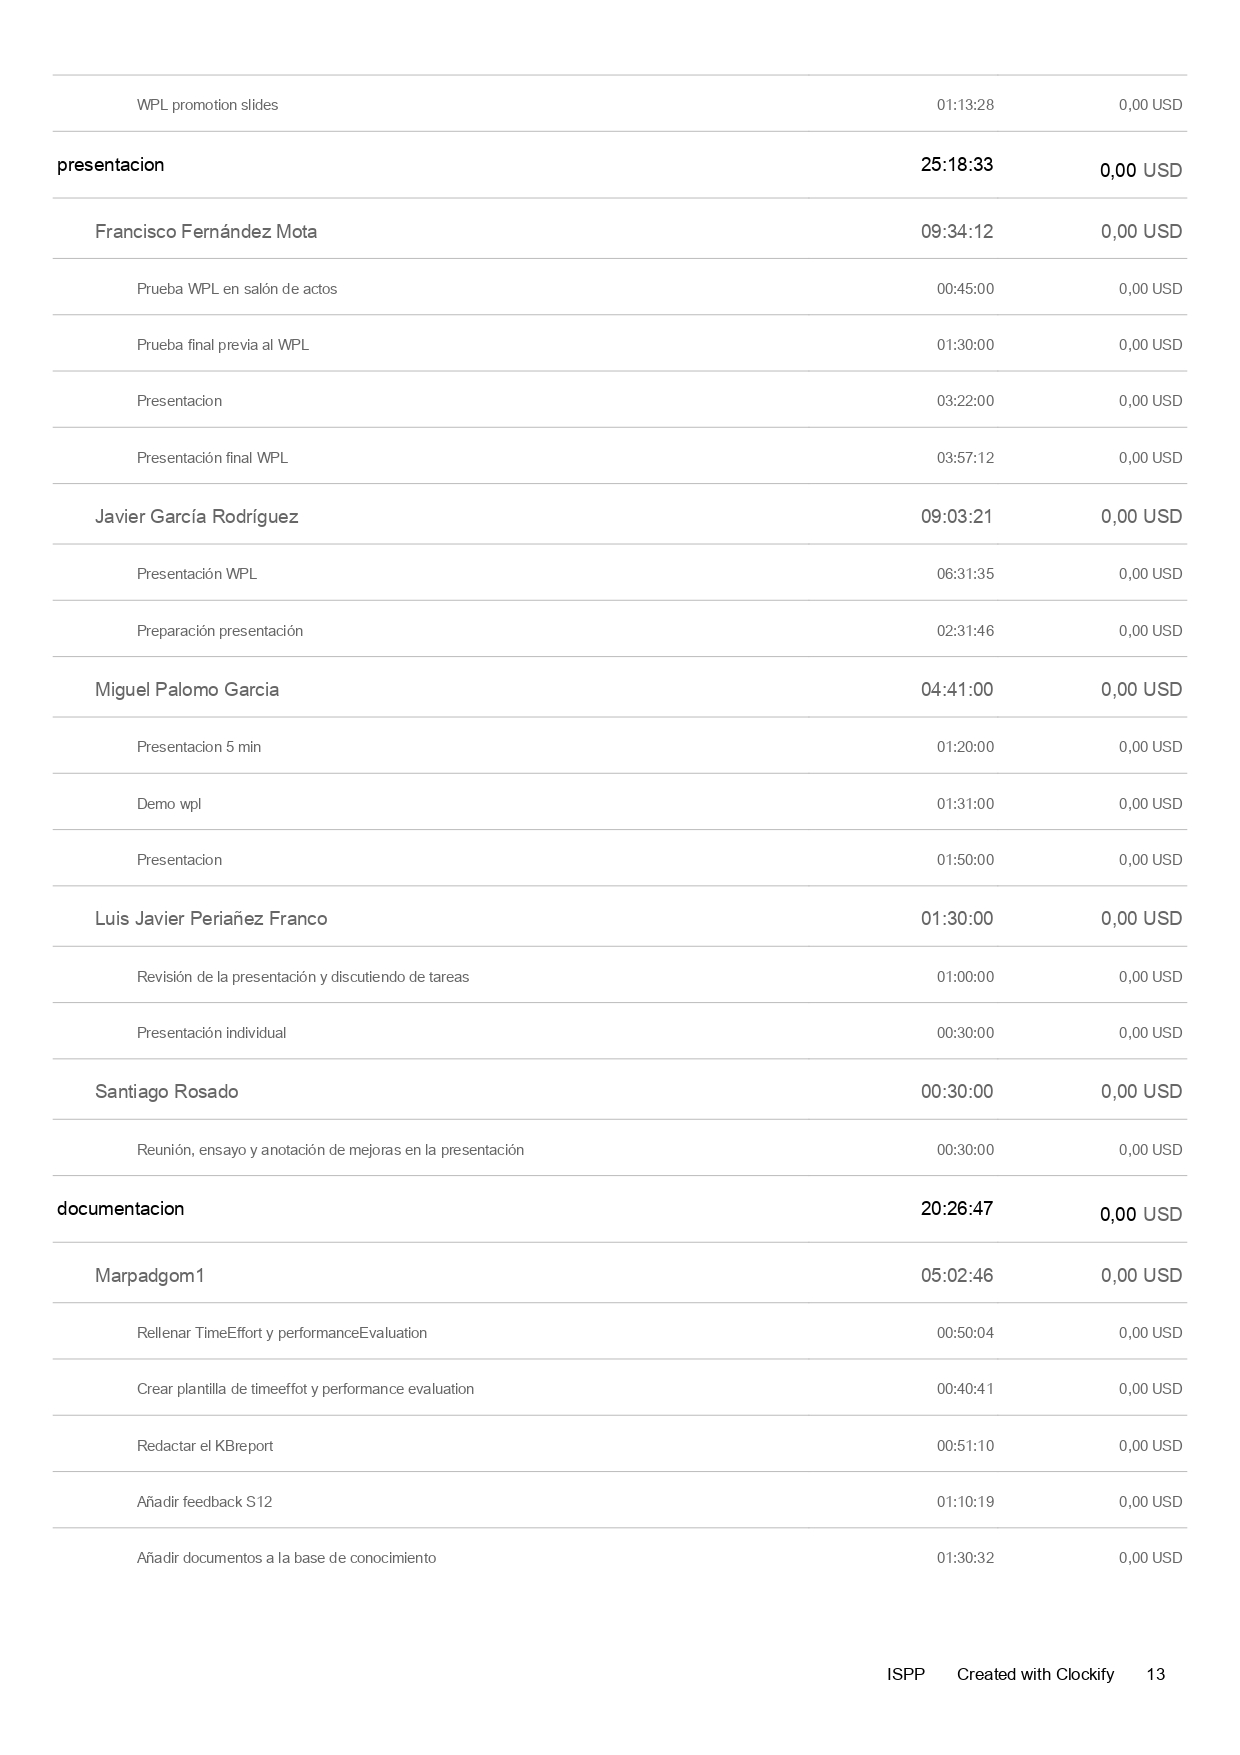 WPL promotion slides 01:13:28 0,00 USD
presentacion 25:18:33 0,00 USD
Francisco Fernández Mota 09:34:12 0,00 USD
Prueba WPL en salón de actos 00:45:00 0,00 USD
Prueba final previa al WPL 01:30:00 0,00 USD
Presentacion 03:22:00 0,00 USD
Presentación final WPL 03:57:12 0,00 USD
Javier García Rodríguez 09:03:21 0,00 USD
Presentación WPL 06:31:35 0,00 USD
Preparación presentación 02:31:46 0,00 USD
Miguel Palomo Garcia 04:41:00 0,00 USD
Presentacion 5 min 01:20:00 0,00 USD
Demo wpl 01:31:00 0,00 USD
Presentacion 01:50:00 0,00 USD
Luis Javier Periañez Franco 01:30:00 0,00 USD
Revisión de la presentación y discutiendo de tareas 01:00:00 0,00 USD
Presentación individual 00:30:00 0,00 USD
Santiago Rosado 00:30:00 0,00 USD
Reunión, ensayo y anotación de mejoras en la presentación 00:30:00 0,00 USD
documentacion 20:26:47 0,00 USD
Marpadgom1 05:02:46 0,00 USD
Rellenar TimeEffort y performanceEvaluation 00:50:04 0,00 USD
Crear plantilla de timeeffot y performance evaluation 00:40:41 0,00 USD
Redactar el KBreport 00:51:10 0,00 USD
Añadir feedback S12 01:10:19 0,00 USD
Añadir documentos a la base de conocimiento 01:30:32 0,00 USD
ISPP Created with Clockify 13